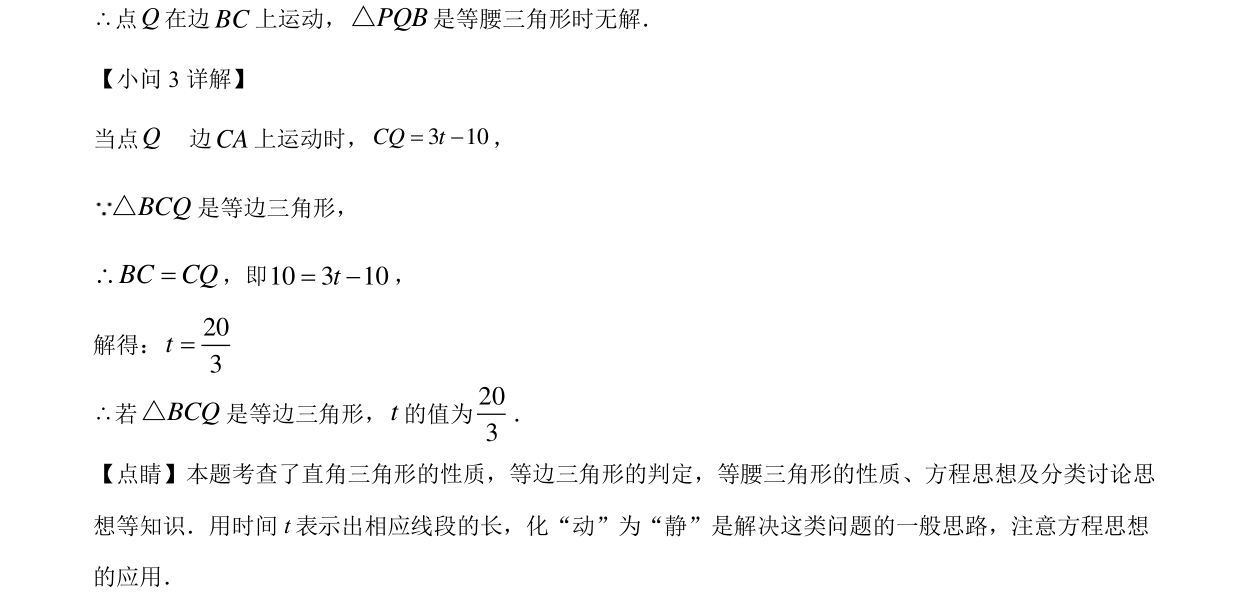 ∴点Q在边BC上运动，△PQB是等腰三角形时无解．
【小问3详解】
当点Q 边CA上运动时，CQ=3t−10，
∵△BCQ是等边三角形，
∴BC=CQ，即10=3t−10，
解得：t=20/3
∴若△BCQ是等边三角形，t的值为20/3．
【点睛】本题考查了直角三角形的性质，等边三角形的判定，等腰三角形的性质、方程思想及分类讨论思
想等知识．用时间t表示出相应线段的长，化“动”为“静”是解决这类问题的一般思路，注意方程思想
的应用．